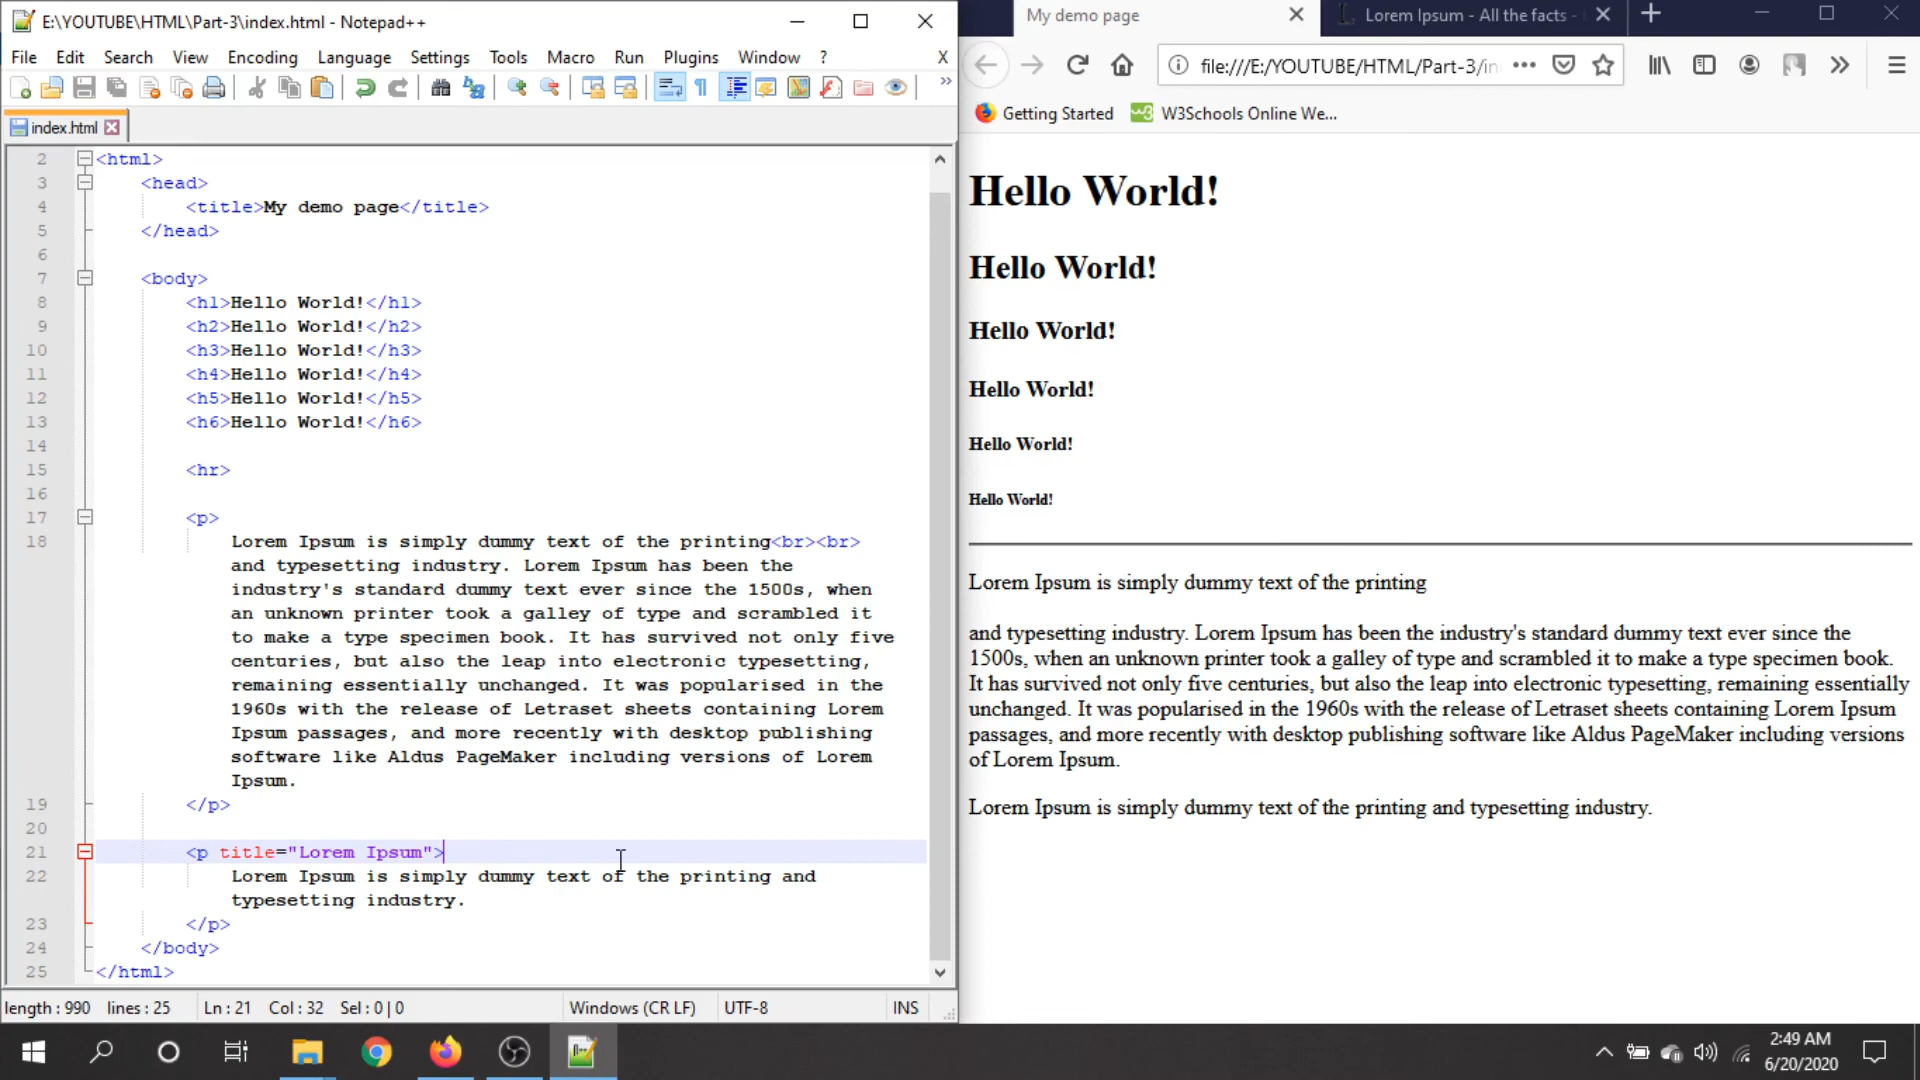 E:\YOUTUBE\HTML\Part-3\index.html - Notepad++
File Edit Search View Encoding Language Settings Tools Macro Run Plugins Window ? X
index.html
2 <html>
3 <head>
4 <title>My demo page</title>
5 </head>
6
7 <body>
8 <h1>Hello World!</h1>
9 <h2>Hello World!</h2>
10 <h3>Hello World!</h3>
11 <h4>Hello World!</h4>
12 <h5>Hello World!</h5>
13 <h6>Hello World!</h6>
14
15 <hr>
16
17 <p>
18 Lorem Ipsum is simply dummy text of the printing<br><br>
and typesetting industry. Lorem Ipsum has been the
industry's standard dummy text ever since the 1500s, when
an unknown printer took a galley of type and scrambled it
to make a type specimen book. It has survived not only five
centuries, but also the leap into electronic typesetting,
remaining essentially unchanged. It was popularised in the
1960s with the release of Letraset sheets containing Lorem
Ipsum passages, and more recently with desktop publishing
software like Aldus PageMaker including versions of Lorem
Ipsum.
19 </p>
20
21 <p title="Lorem Ipsum">
22 Lorem Ipsum is simply dummy text of the printing and
typesetting industry.
23 </p>
24 </body>
25 </html>
length : 990 lines : 25 Ln : 21 Col : 32 Sel : 0 | 0 Windows (CR LF) UTF-8 INS
My demo page
Lorem Ipsum - All the facts -
file:///E:/YOUTUBE/HTML/Part-3/in
Getting Started W3Schools Online We...
Hello World!
Hello World!
Hello World!
Hello World!
Hello World!
Hello World!
Lorem Ipsum is simply dummy text of the printing
and typesetting industry. Lorem Ipsum has been the industry's standard dummy text ever since the
1500s, when an unknown printer took a galley of type and scrambled it to make a type specimen book.
It has survived not only five centuries, but also the leap into electronic typesetting, remaining essentially
unchanged. It was popularised in the 1960s with the release of Letraset sheets containing Lorem Ipsum
passages, and more recently with desktop publishing software like Aldus PageMaker including versions
of Lorem Ipsum.
Lorem Ipsum is simply dummy text of the printing and typesetting industry.
2:49 AM
6/20/2020